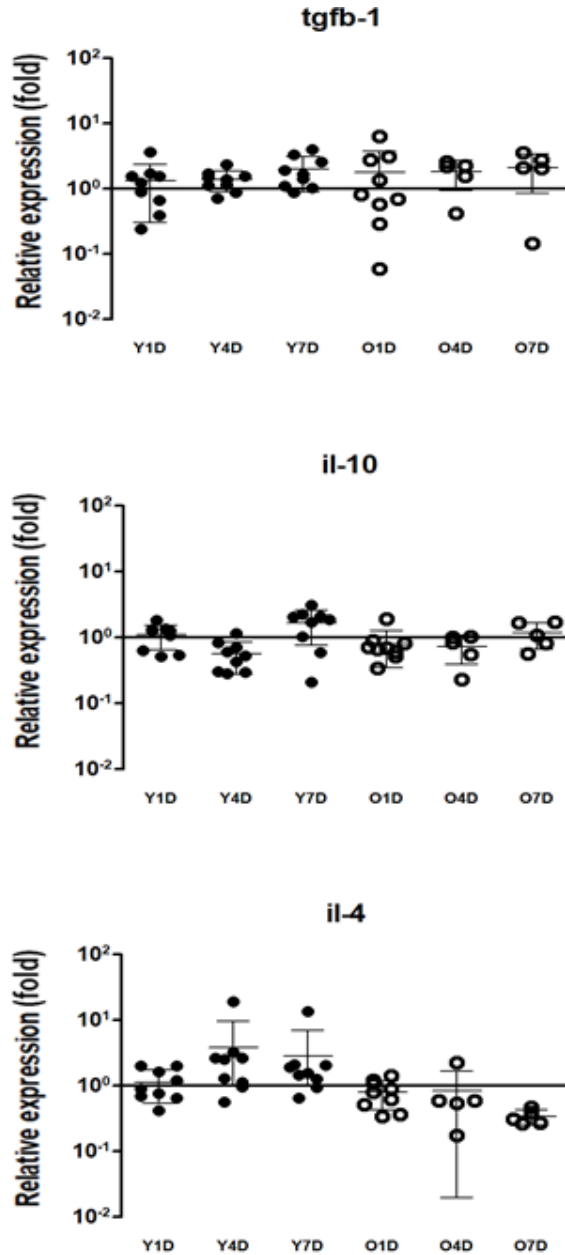 tgfb-1
Relative expression (fold)
10²
10¹
10⁰
10⁻¹
10⁻²
Y1D Y4D Y7D O1D O4D O7D
il-10
Relative expression (fold)
10²
10¹
10⁰
10⁻¹
10⁻²
Y1D Y4D Y7D O1D O4D O7D
il-4
Relative expression (fold)
10²
10¹
10⁰
10⁻¹
10⁻²
Y1D Y4D Y7D O1D O4D O7D